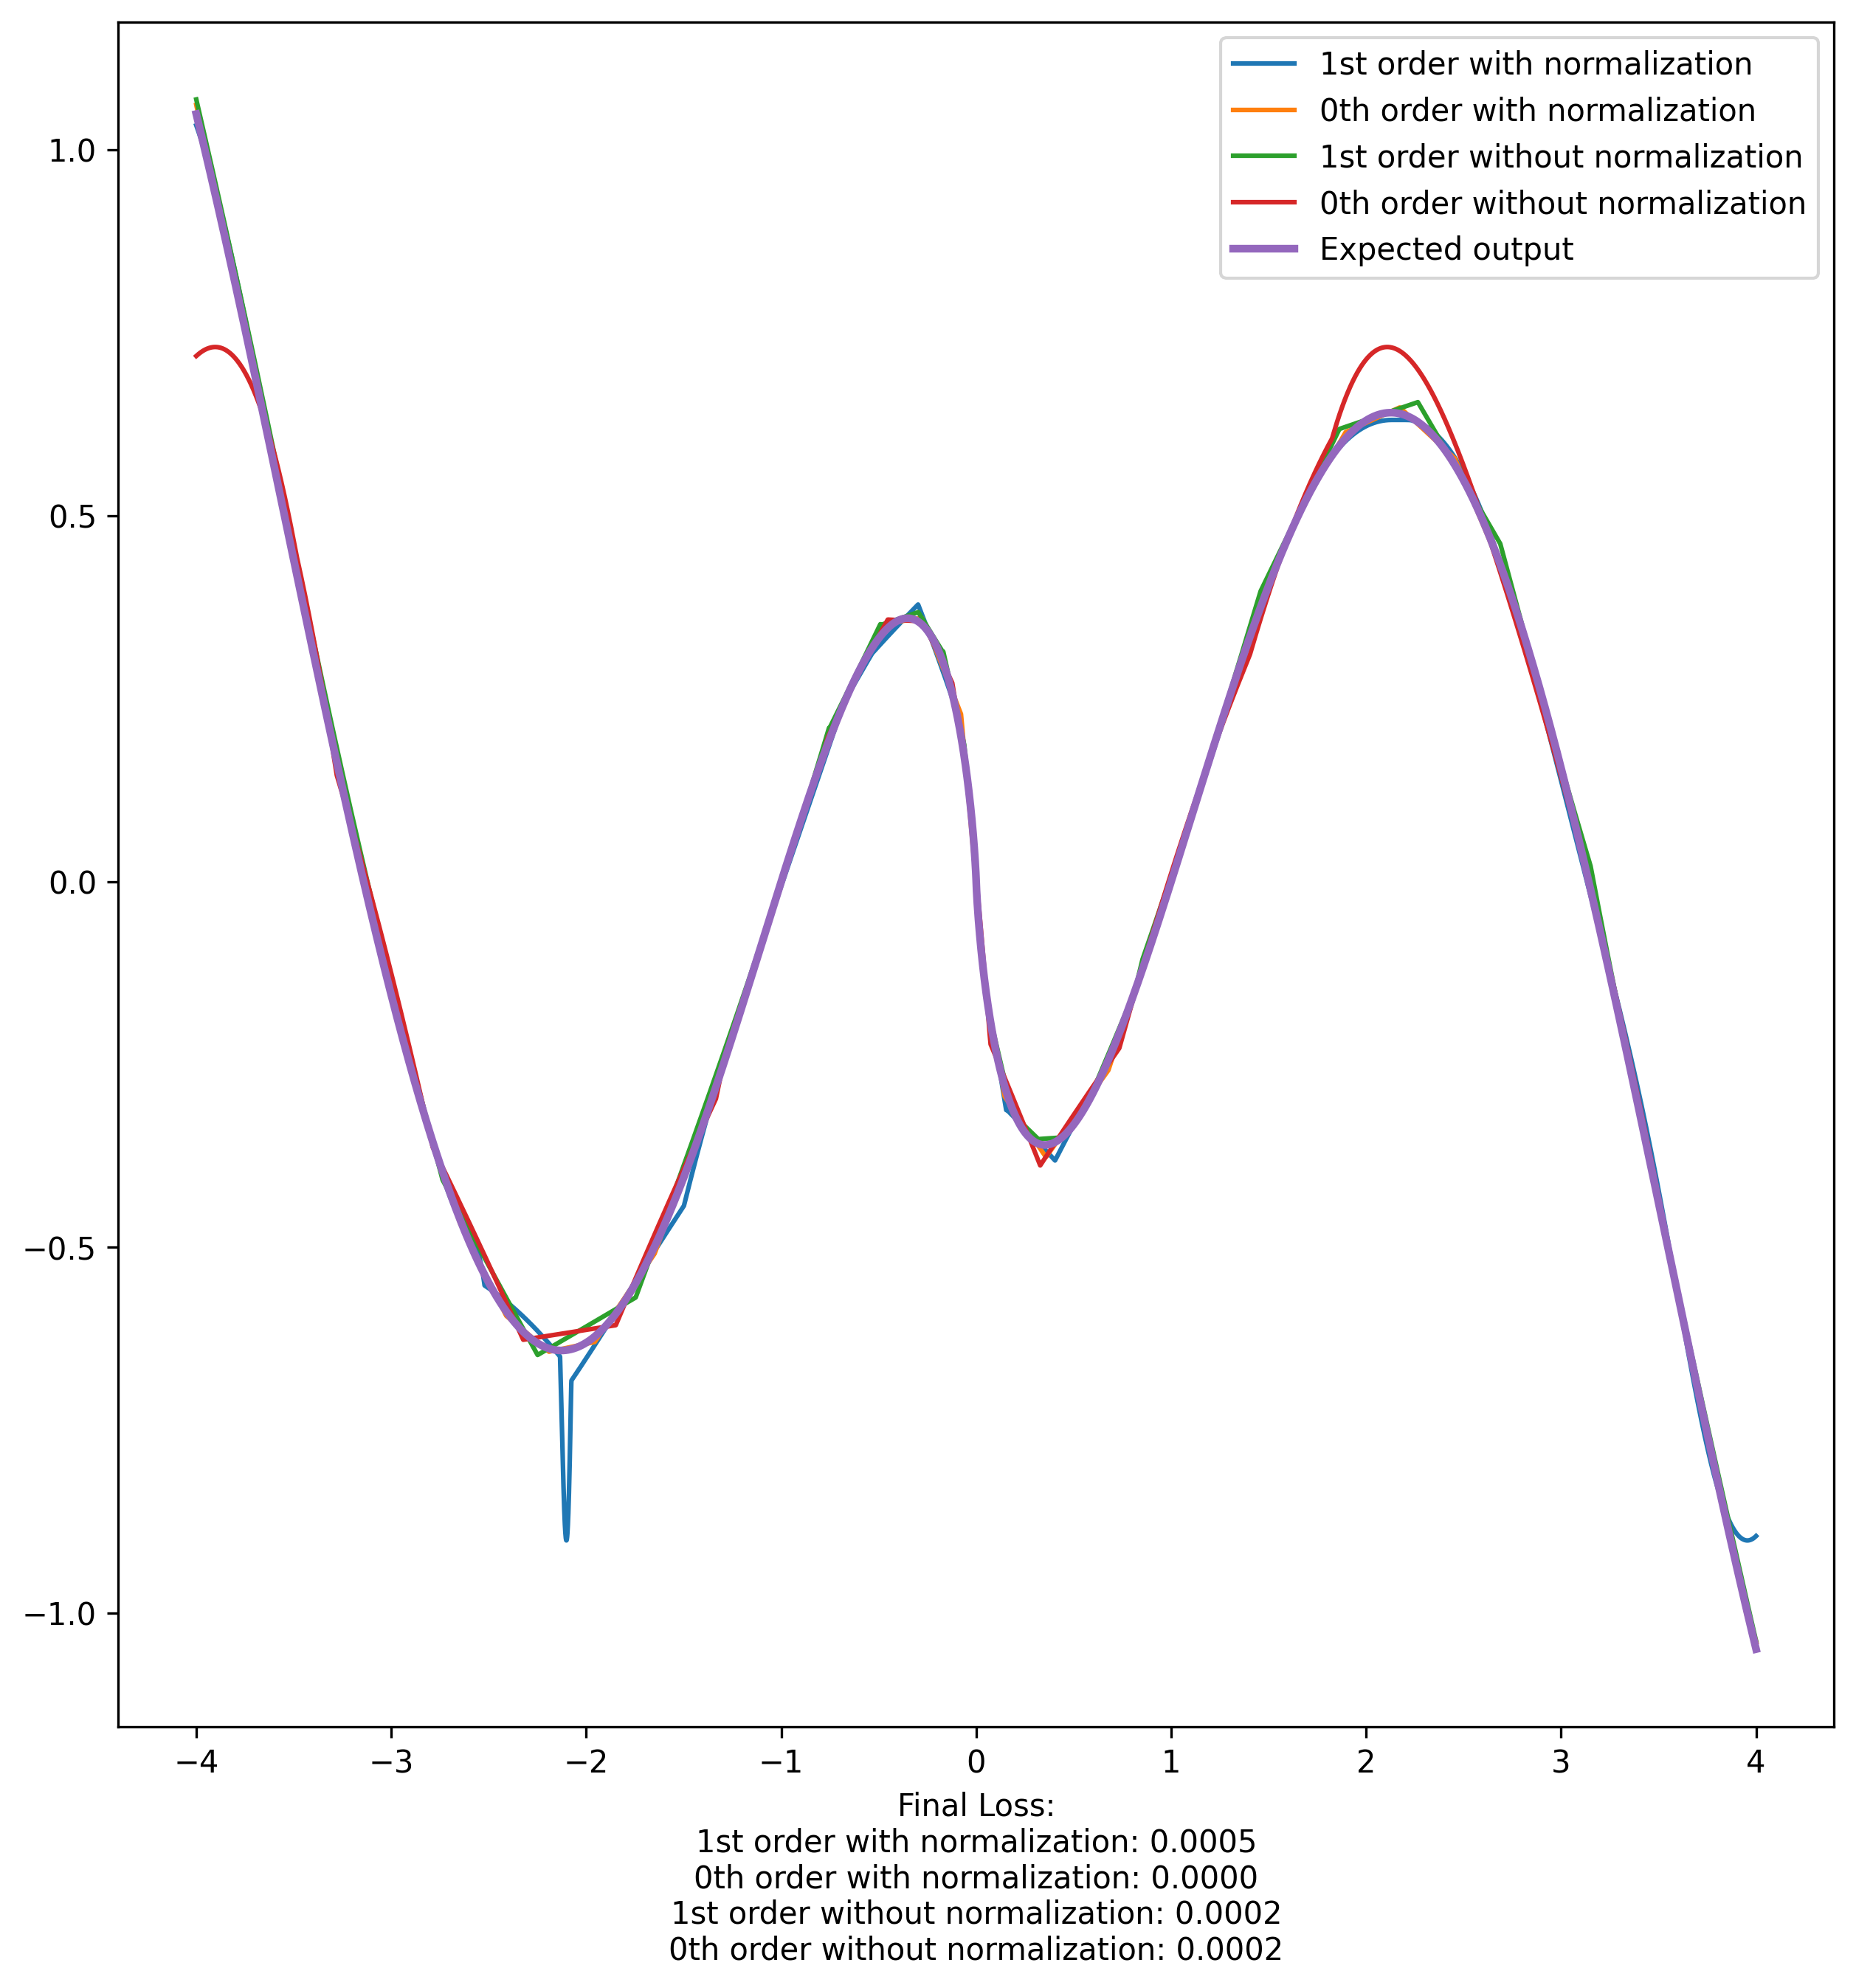 1st order with normalization
0th order with normalization
1st order without normalization
0th order without normalization
Expected output
1.0
0.5
0.0
−0.5
−1.0
−4 −3 −2 −1 0 1 2 3 4
Final Loss:
1st order with normalization: 0.0005
0th order with normalization: 0.0000
1st order without normalization: 0.0002
0th order without normalization: 0.0002